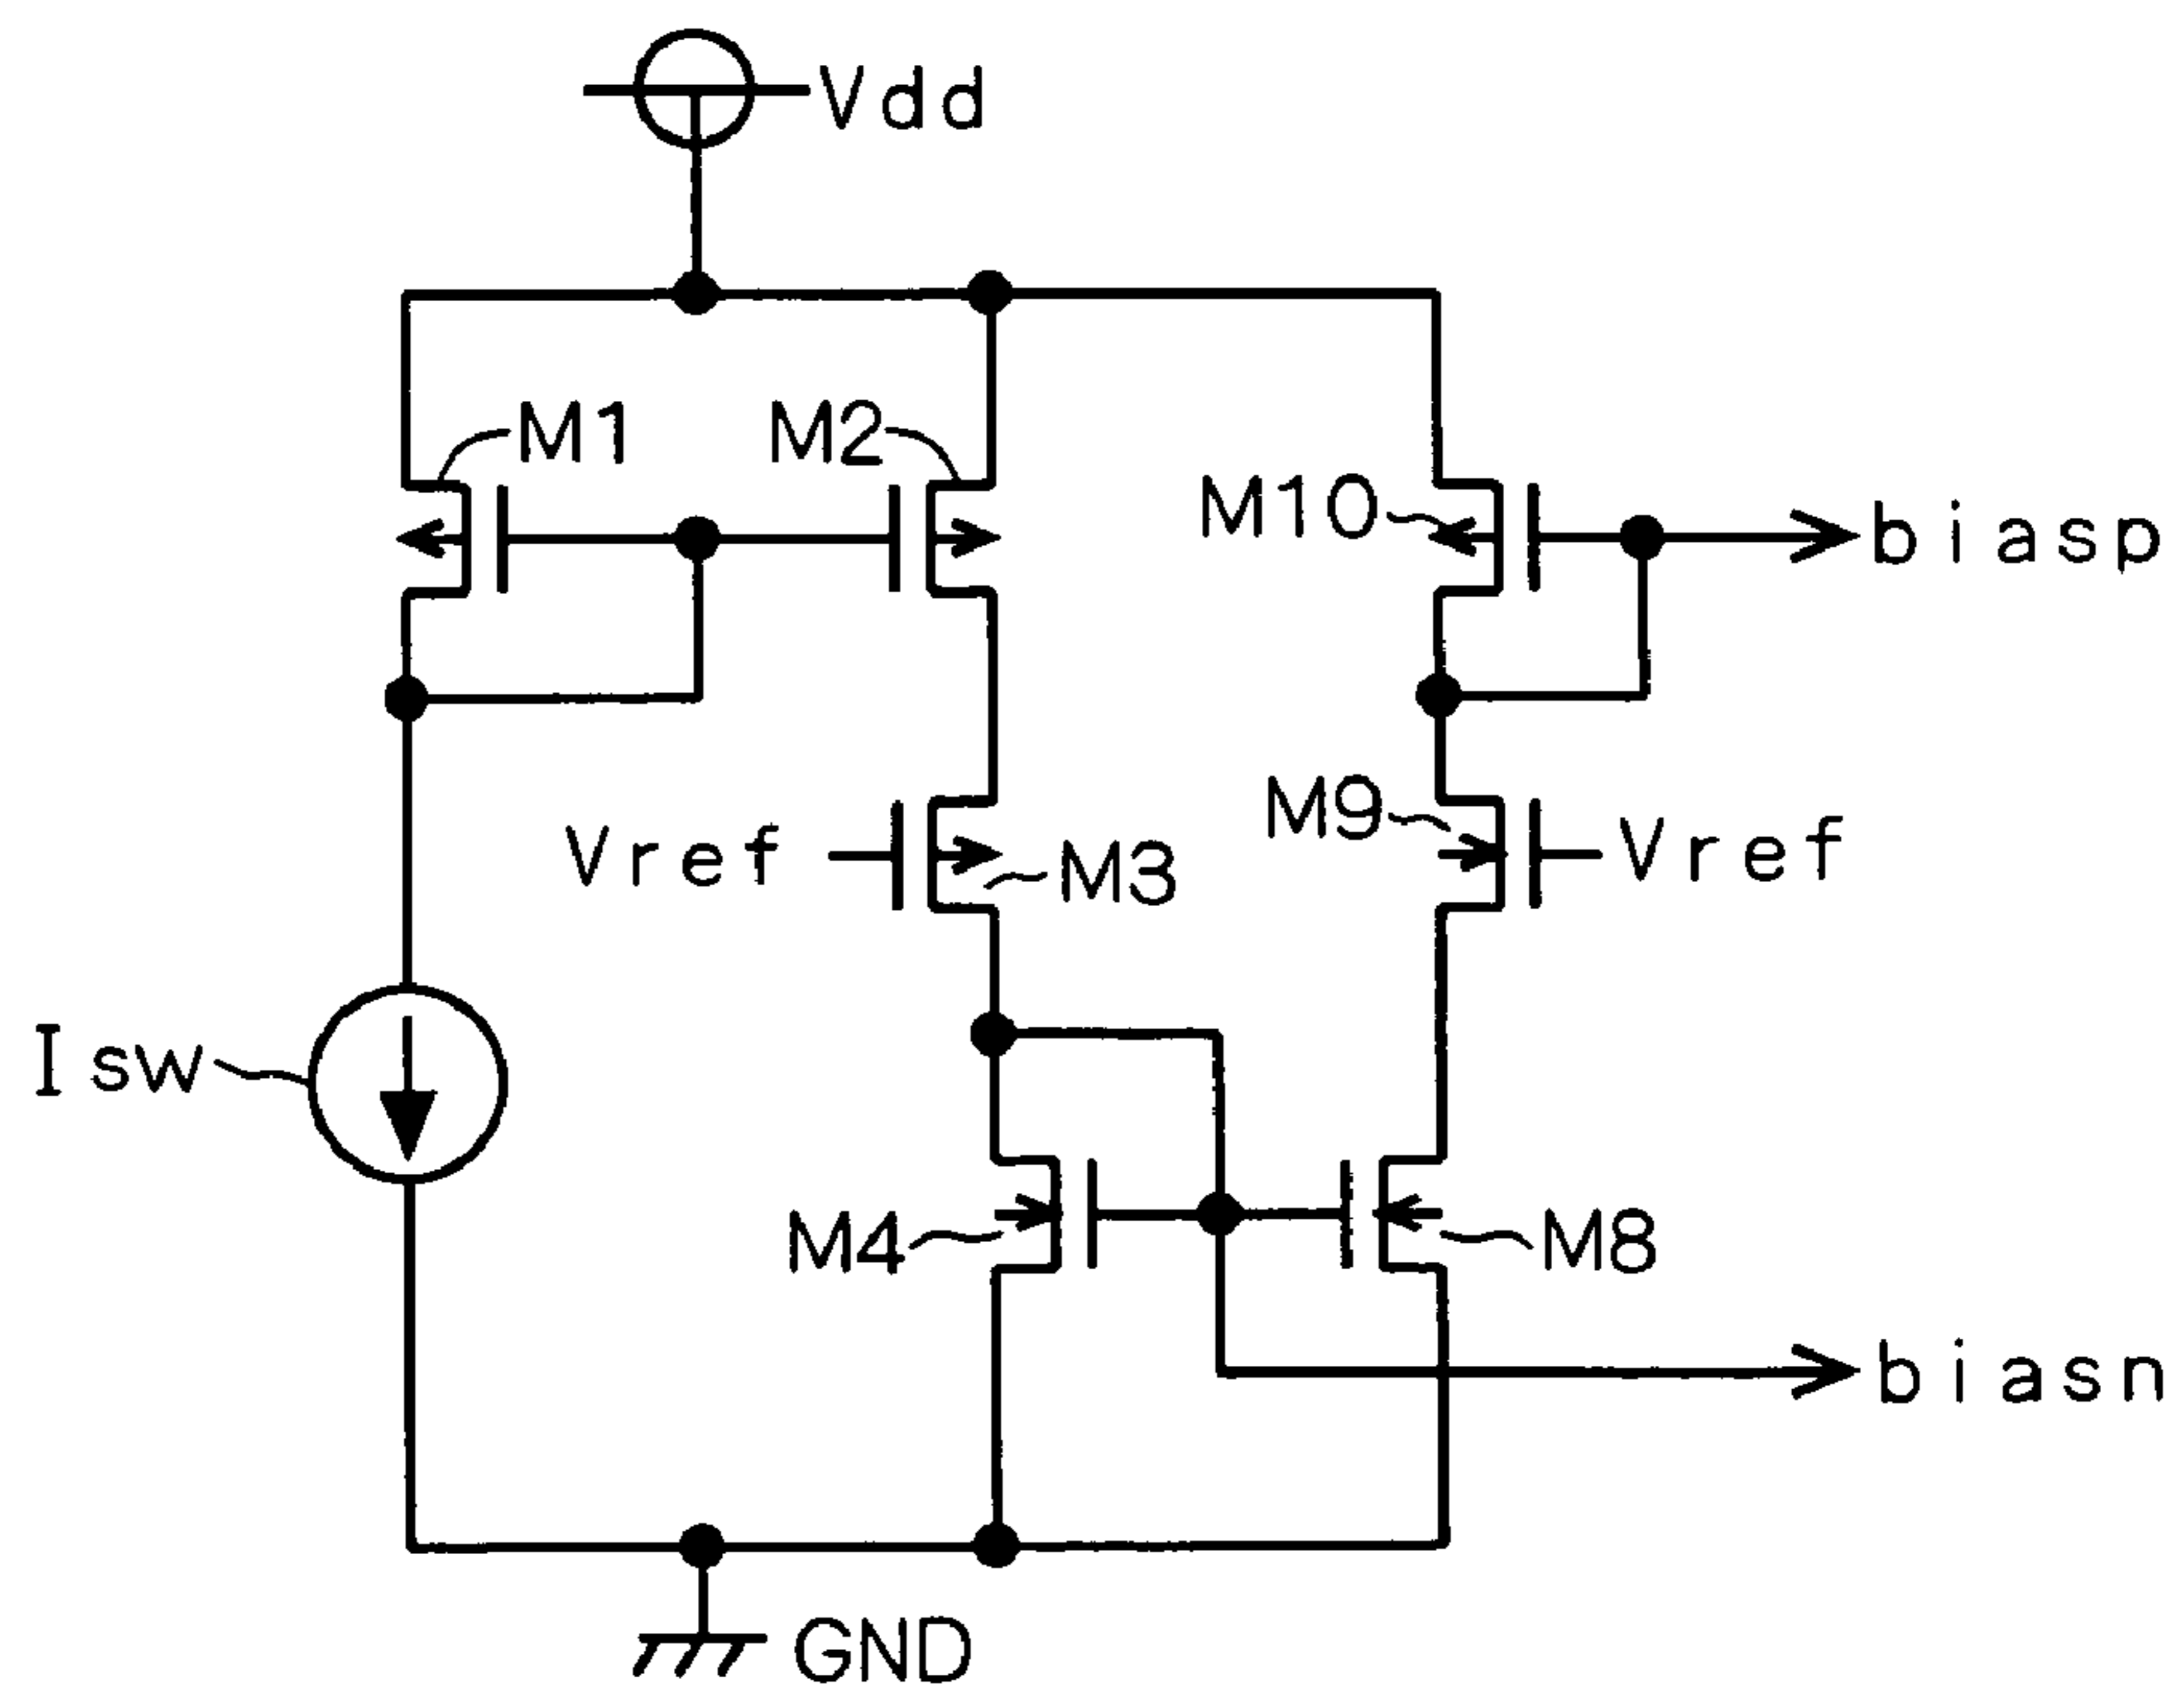 Vdd
M1
M2
M10
biasp
Vref
M3
M9
Vref
Isw
M4
M8
biasn
GND